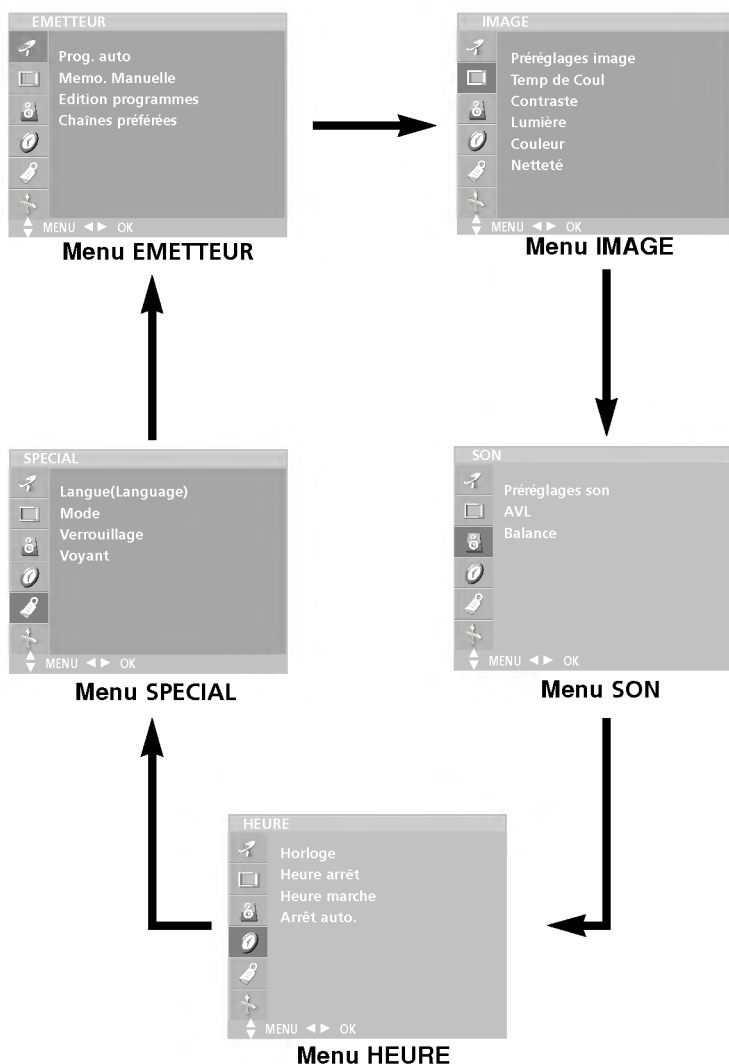 EMETTEUR
Prog. auto
Memo. Manuelle
Edition programmes
Chaînes préférées
MENU ◄► OK
Menu EMETTEUR
IMAGE
Préréglages image
Temp de Coul
Contraste
Lumière
Couleur
Netteté
MENU ◄► OK
Menu IMAGE
SPECIAL
Langue(Language)
Mode
Verrouillage
Voyant
MENU ◄► OK
Menu SPECIAL
SON
Préréglages son
AVL
Balance
MENU ◄► OK
Menu SON
HEURE
Horloge
Heure arrêt
Heure marche
Arrêt auto.
MENU ◄► OK
Menu HEURE